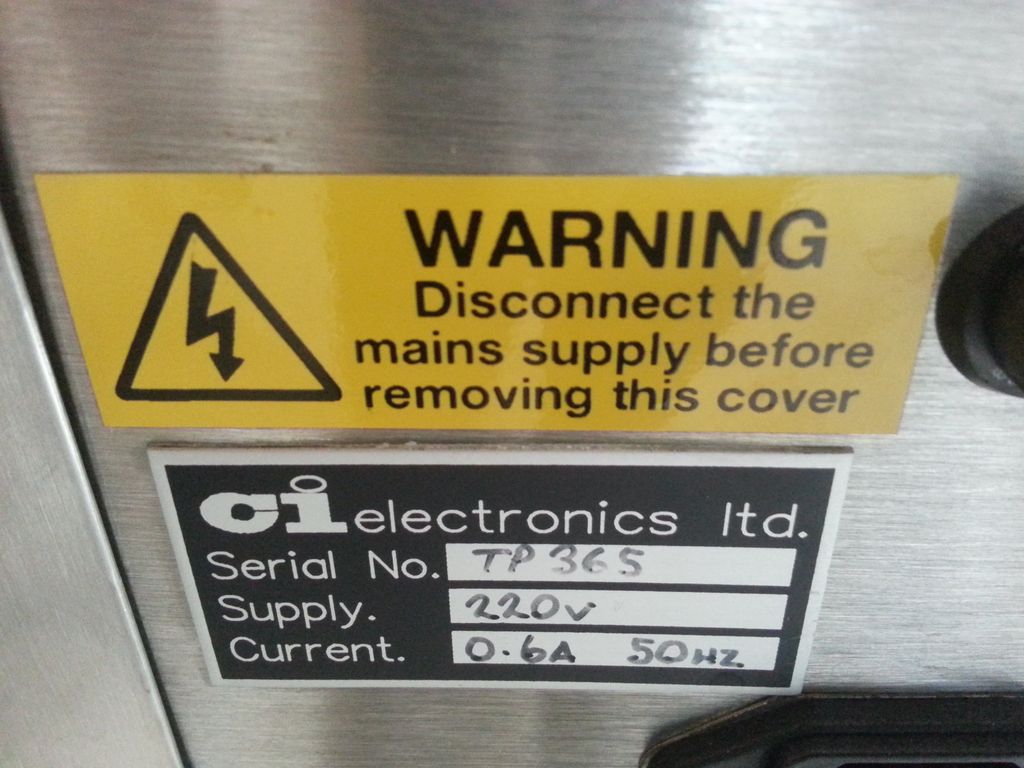 WARNING
Disconnect the
mains supply before
removing this cover
ci electronics ltd.
Serial No. TP365
Supply. 220v
Current. 0.6A 50HZ